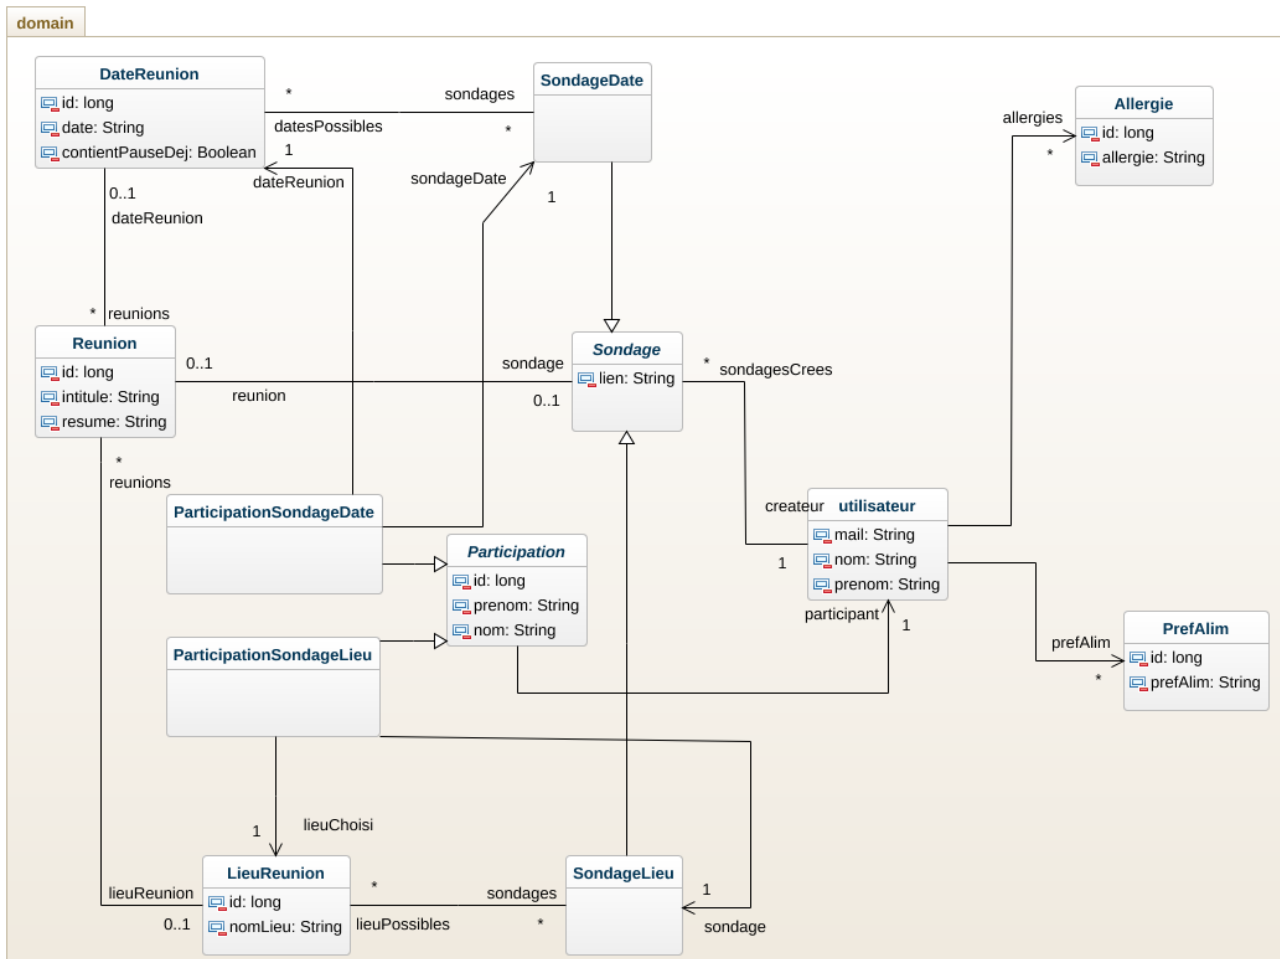 domain
DateReunion
id: long
date: String
contientPauseDej: Boolean
*
sondages
datesPossibles
*
SondageDate
Allergie
id: long
allergie: String
allergies
*
1
dateReunion
sondageDate
1
0..1
dateReunion
* reunions
Reunion
id: long
intitule: String
resume: String
0..1
reunion
sondage
0..1
Sondage
lien: String
*
sondagesCrees
*
reunions
ParticipationSondageDate
Participation
id: long
prenom: String
nom: String
createur
1
utilisateur
mail: String
nom: String
prenom: String
participant
1
prefAlim
*
PrefAlim
id: long
prefAlim: String
ParticipationSondageLieu
1
lieuChoisi
lieuReunion
0..1
LieuReunion
id: long
nomLieu: String
*
lieuPossibles
sondages
*
SondageLieu
1
sondage